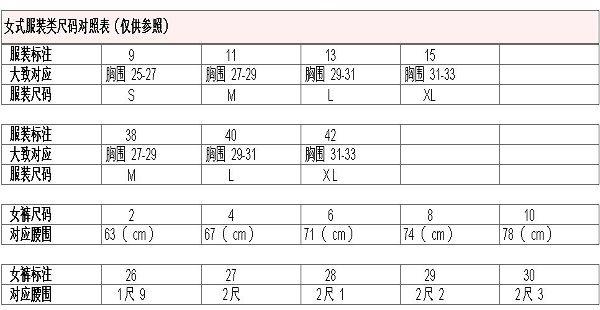 女式服装类尺码对照表（仅供参照）
服装标注 9 11 13 15
大致对应 胸围 25-27 胸围 27-29 胸围 29-31 胸围 31-33
服装尺码 S M L XL
服装标注 38 40 42
大致对应 胸围 27-29 胸围 29-31 胸围 31-33
服装尺码 M L XL
女裤尺码 2 4 6 8 10
对应腰围 63（cm） 67（cm） 71（cm） 74（cm） 78（cm）
女裤标注 26 27 28 29 30
对应腰围 1尺9 2尺 2尺1 2尺2 2尺3